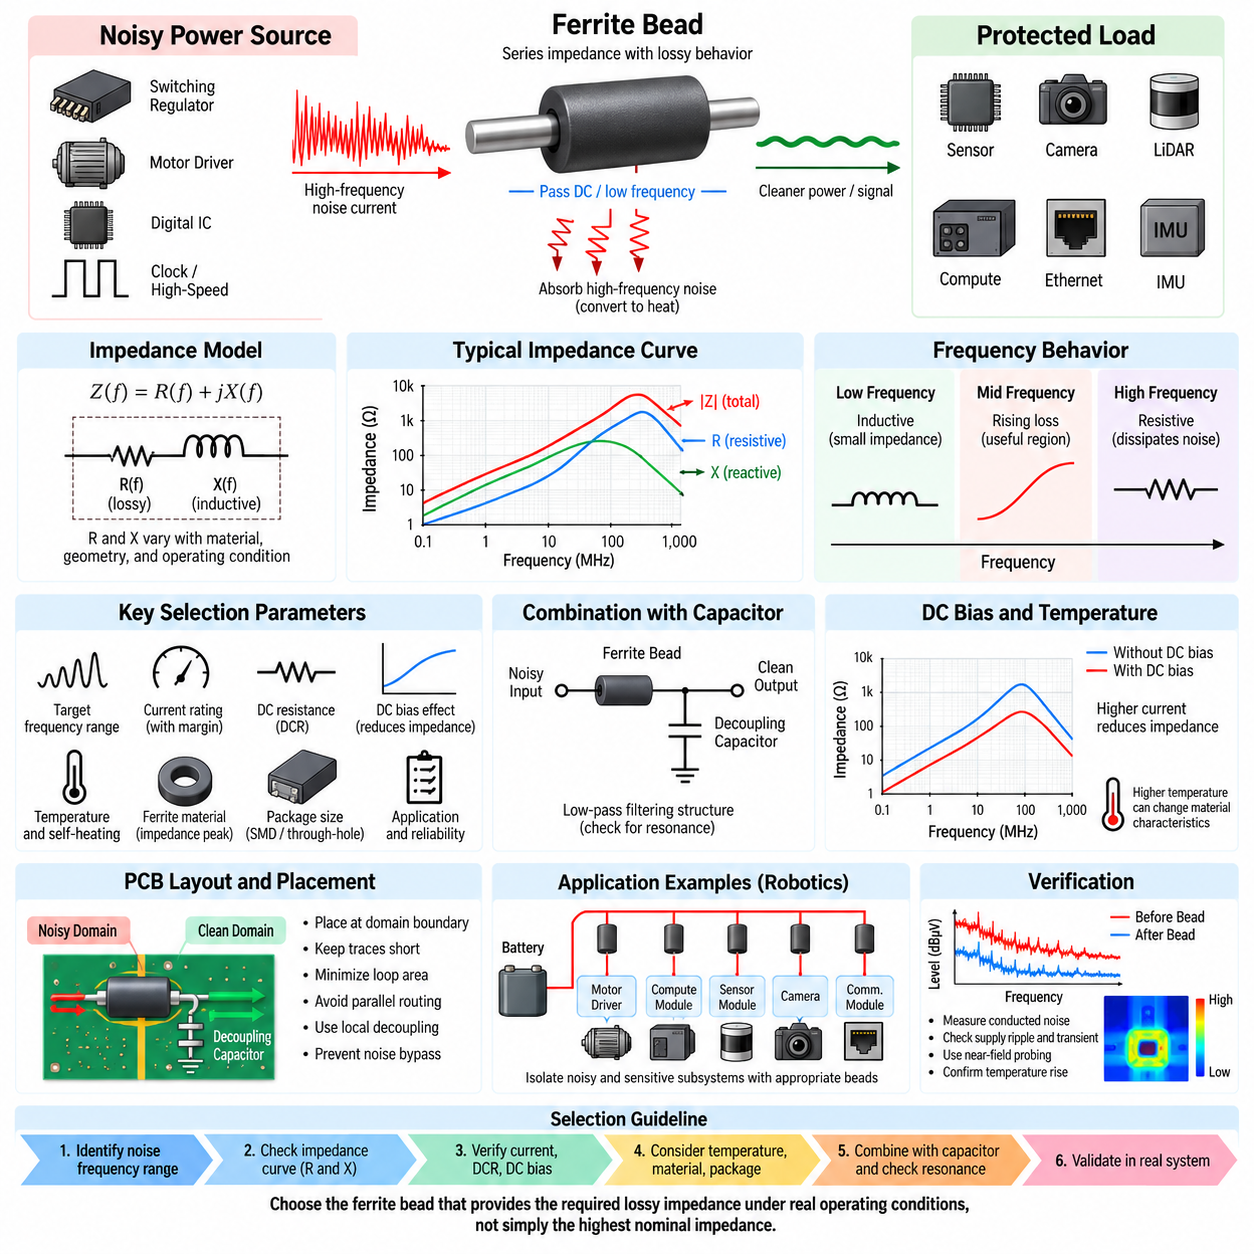 Noisy Power Source
Switching
Regulator
Motor Driver
Digital IC
Clock /
High-Speed
High-frequency
noise current
Ferrite Bead
Series impedance with lossy behavior
Pass DC / low frequency
Absorb high-frequency noise
(convert to heat)
Cleaner power / signal
Protected Load
Sensor
Camera
LiDAR
Compute
Ethernet
IMU
IMU
Impedance Model
Z(f) = R(f) + jX(f)
R(f)
(lossy)
X(f)
(inductive)
R and X vary with material,
geometry, and operating condition
Typical Impedance Curve
Impedance (Ω)
10k
1k
100
10
1
0.1
1
10
100
1,000
Frequency (MHz)
|Z| (total)
R (resistive)
X (reactive)
Frequency Behavior
Low Frequency
Inductive
(small impedance)
Mid Frequency
Rising loss
(useful region)
High Frequency
Resistive
(dissipates noise)
Frequency
Key Selection Parameters
Target
frequency range
Current rating
(with margin)
DC resistance
(DCR)
DC bias effect
(reduces impedance)
Temperature
and self-heating
Ferrite material
(impedance peak)
Package size
(SMD / through-hole)
Application
and reliability
Combination with Capacitor
Ferrite Bead
Noisy
Input
Clean
Output
Decoupling
Capacitor
Low-pass filtering structure
(check for resonance)
DC Bias and Temperature
Impedance (Ω)
10k
1k
100
10
1
0.1
1
10
100
1,000
Frequency (MHz)
Without DC bias
With DC bias
Higher current
reduces impedance
Higher temperature
can change material
characteristics
PCB Layout and Placement
Noisy Domain
Clean Domain
Decoupling
Capacitor
• Place at domain boundary
• Keep traces short
• Minimize loop area
• Avoid parallel routing
• Use local decoupling
• Prevent noise bypass
Application Examples (Robotics)
Battery
Motor
Driver
Compute
Module
Sensor
Module
Camera
Comm.
Module
Isolate noisy and sensitive subsystems with appropriate beads
Verification
Level (dBµV)
Before Bead
After Bead
Frequency
• Measure conducted noise
• Check supply ripple and transient
• Use near-field probing
• Confirm temperature rise
High
Low
Selection Guideline
1. Identify noise
frequency range
2. Check impedance
curve (R and X)
3. Verify current,
DCR, DC bias
4. Consider temperature,
material, package
5. Combine with capacitor
and check resonance
6. Validate in real system
Choose the ferrite bead that provides the required lossy impedance under real operating conditions,
not simply the highest nominal impedance.